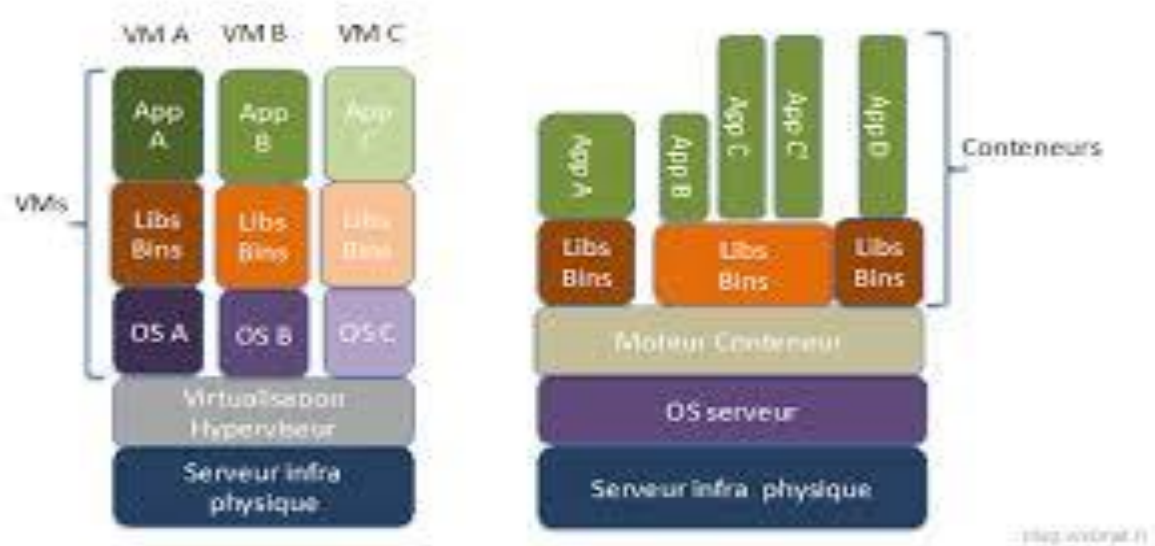 VM A
VM B
VM C
App
A
App
B
App
VMs
Libs
Bins
Libs
Bins
Libs
Bins
OS A
OS B
OS C
Virtualisation
Hyperviseur
Serveur infra
physique
App A
App B
App C
App C'
App D
Conteneurs
Libs
Bins
Libs
Bins
Libs
Bins
Moteur Conteneur
OS serveur
Serveur infra physique